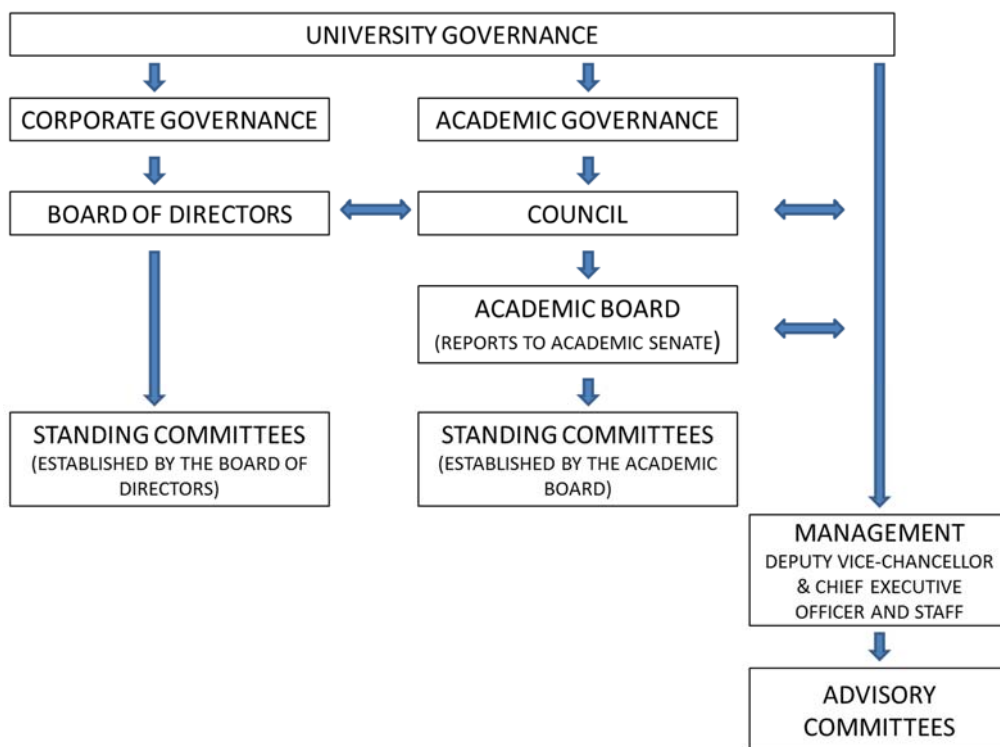 UNIVERSITY GOVERNANCE
CORPORATE GOVERNANCE
ACADEMIC GOVERNANCE
BOARD OF DIRECTORS
COUNCIL
ACADEMIC BOARD
(REPORTS TO ACADEMIC SENATE)
STANDING COMMITTEES
(ESTABLISHED BY THE BOARD OF
DIRECTORS)
STANDING COMMITTEES
(ESTABLISHED BY THE ACADEMIC
BOARD)
MANAGEMENT
DEPUTY VICE-CHANCELLOR
& CHIEF EXECUTIVE
OFFICER AND STAFF
ADVISORY
COMMITTEES